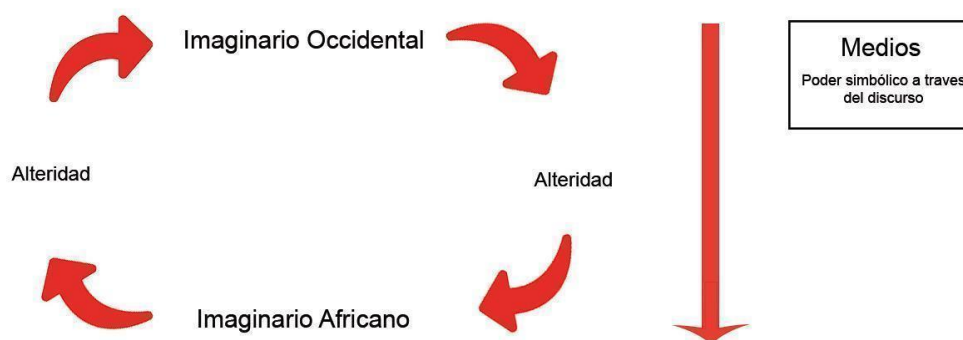 Imaginario Occidental
Medios
Poder simbólico a traves
del discurso
Alteridad
Alteridad
Imaginario Africano